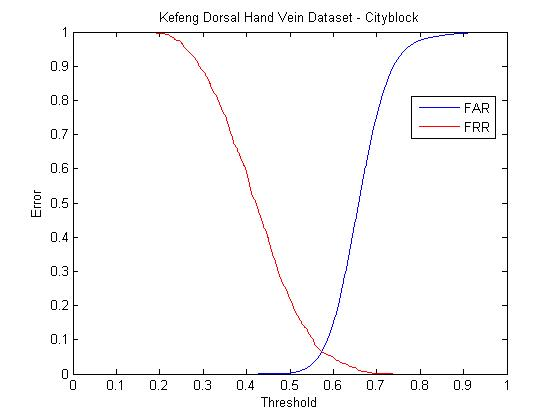 Kefeng Dorsal Hand Vein Dataset - Cityblock
1
0.9
0.8
0.7
0.6
0.5
0.4
0.3
0.2
0.1
0
Error
FAR
FRR
0 0.1 0.2 0.3 0.4 0.5 0.6 0.7 0.8 0.9 1
Threshold